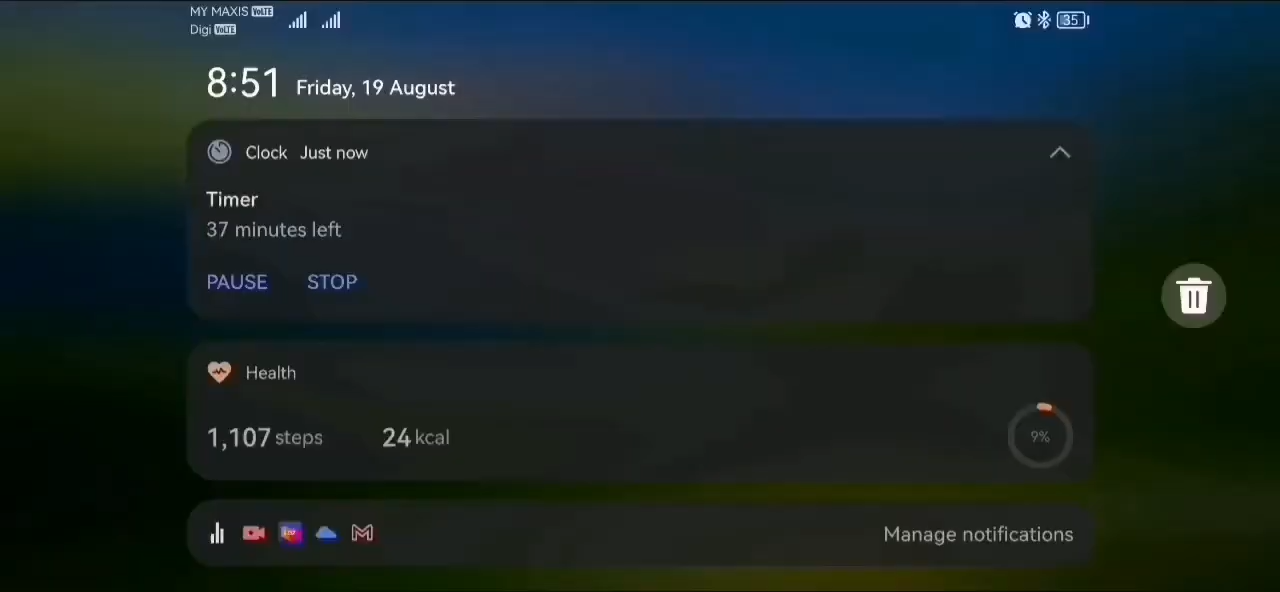 MY MAXIS VoLTE
Digi VoLTE
35
8:51 Friday, 19 August
Clock Just now
Timer
37 minutes left
PAUSE STOP
Health
1,107 steps 24 kcal 9%
Manage notifications